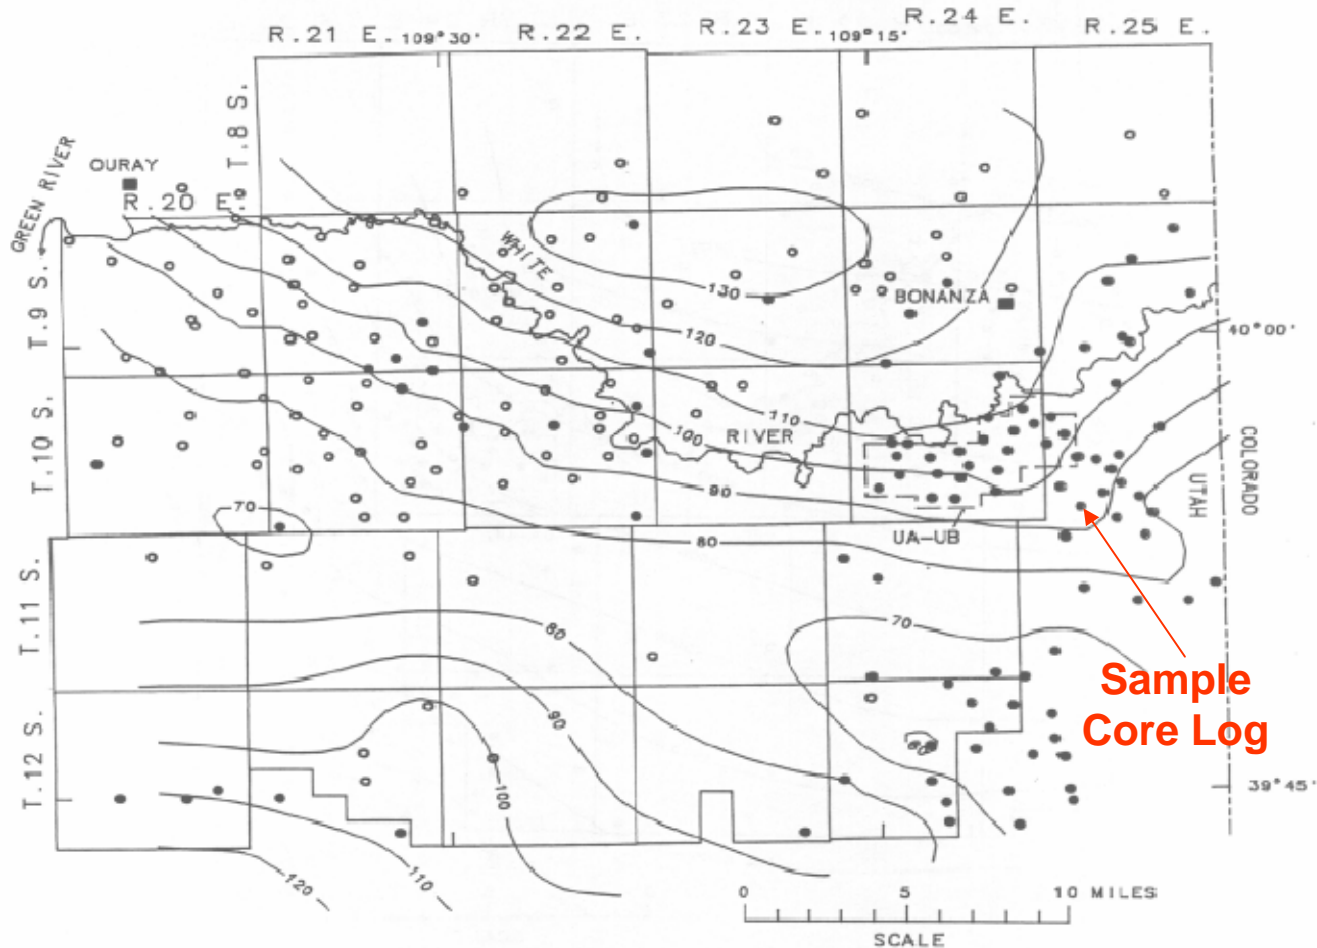 R.21 E.
109°30'
R.22 E.
R.23 E.
109°15'
R.24 E.
R.25 E.
T.8 S.
OURAY
R.20 E.
GREEN RIVER
WHITE
130
BONANZA
T.9 S.
120
40°00'
110
100
RIVER
T.10 S.
90
COLORADO
UTAH
70
80
UA-UB
T.11 S.
80
70
Sample
Core Log
90
T.12 S.
100
39°45'
120
110
0 5 10 MILES
SCALE